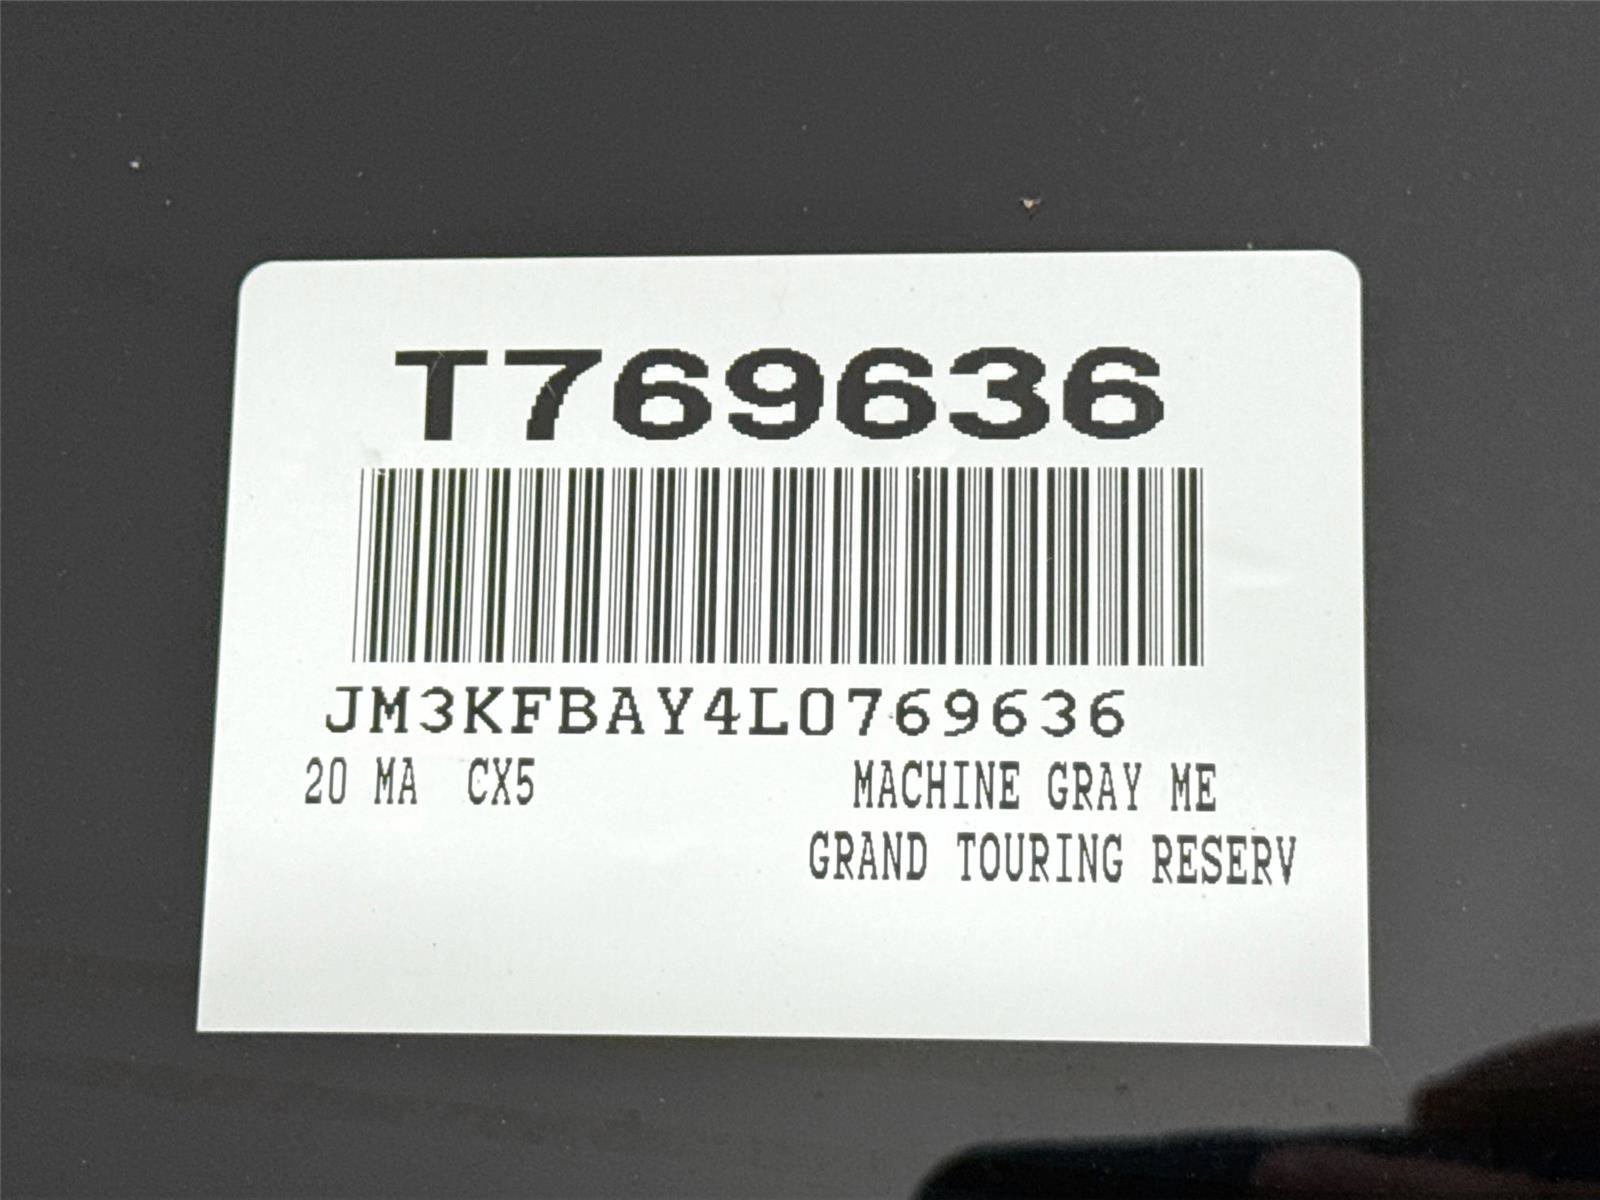 T769636
JM3KFBAY4L0769636
20 MA CX5 MACHINE GRAY ME
GRAND TOURING RESERV